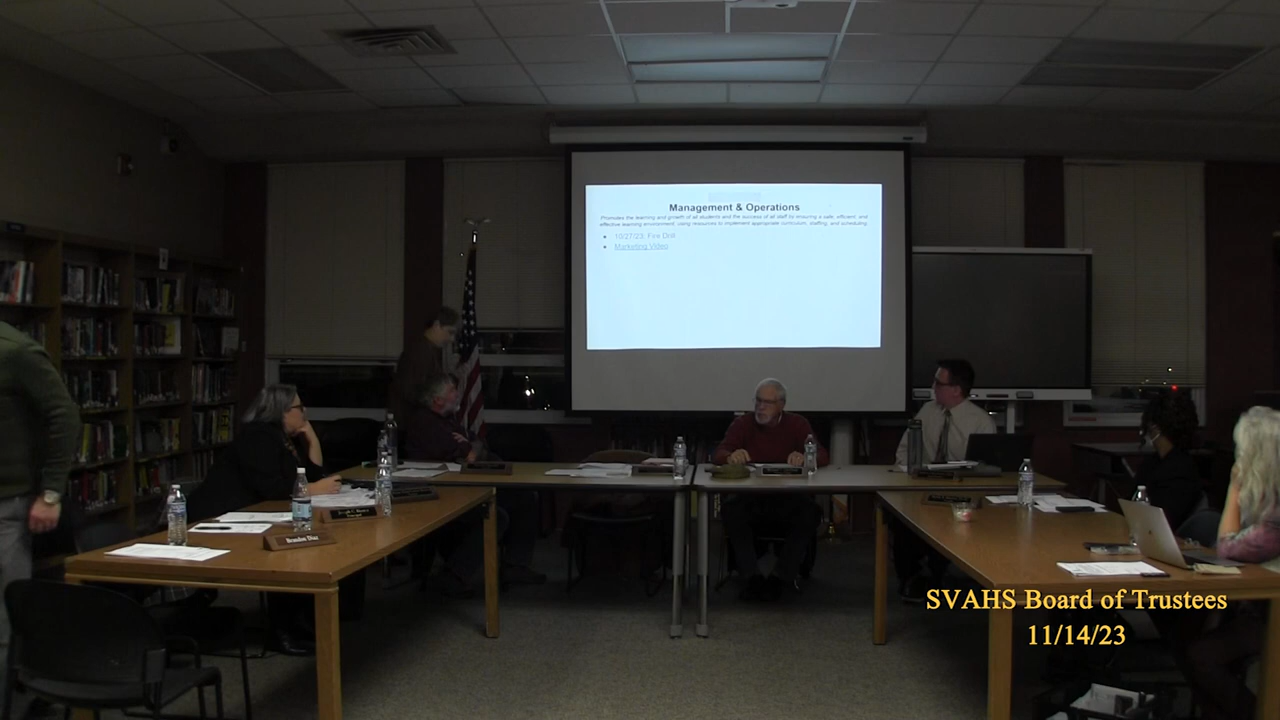 Management & Operations
Promotes the learning and growth of all students and the success of all staff by ensuring a safe, efficient, and
effective learning environment, using resources to implement appropriate curriculum, staffing, and scheduling.
10/27/23: Fire Drill
Marketing Video
Brandon Diaz
SVAHS Board of Trustees
11/14/23